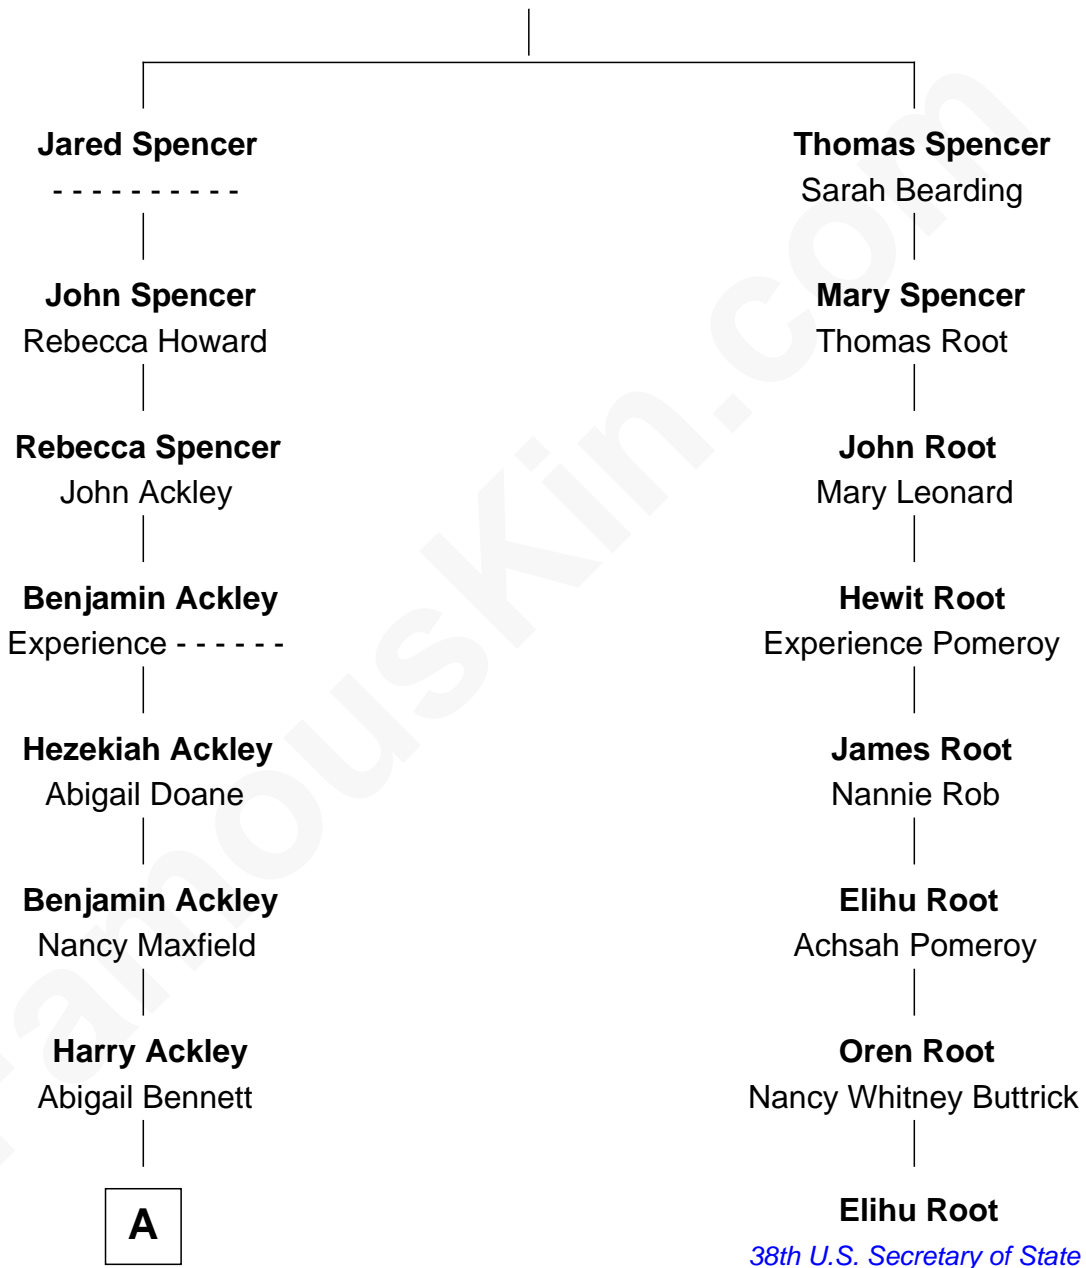 Jared Spencer
- - - - - - - - - -
John Spencer
Rebecca Howard
Rebecca Spencer
John Ackley
Benjamin Ackley
Experience - - - - - -
Hezekiah Ackley
Abigail Doane
Benjamin Ackley
Nancy Maxfield
Harry Ackley
Abigail Bennett
A
Thomas Spencer
Sarah Bearding
Mary Spencer
Thomas Root
John Root
Mary Leonard
Hewit Root
Experience Pomeroy
James Root
Nannie Rob
Elihu Root
Achsah Pomeroy
Oren Root
Nancy Whitney Buttrick
Elihu Root
38th U.S. Secretary of State
FamousKin.com